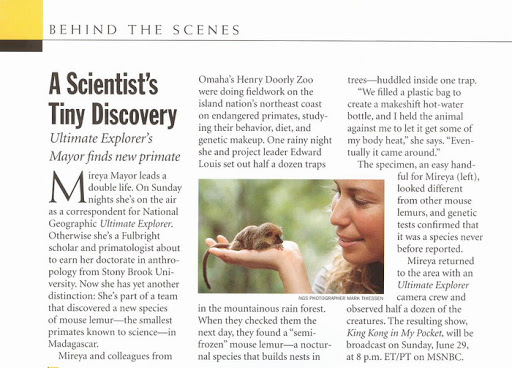 BEHIND THE SCENES
A Scientist's
Tiny Discovery
Ultimate Explorer's
Mayor finds new primate
Mireya Mayor leads a
double life. On Sunday
nights she's on the air
as a correspondent for National
Geographic Ultimate Explorer.
Otherwise she's a Fulbright
scholar and primatologist about
to earn her doctorate in anthro-
pology from Stony Brook Uni-
versity. Now she has yet another
distinction: She's part of a team
that discovered a new species
of mouse lemur—the smallest
primates known to science—in
Madagascar.
Mireya and colleagues from
Omaha's Henry Doorly Zoo
were doing fieldwork on the
island nation's northeast coast
on endangered primates, study-
ing their behavior, diet, and
genetic makeup. One rainy night
she and project leader Edward
Louis set out half a dozen traps
NGS PHOTOGRAPHER MARK THIESSEN
in the mountainous rain forest.
When they checked them the
next day, they found a "semi-
frozen" mouse lemur—a noctur-
nal species that builds nests in
trees—huddled inside one trap.
"We filled a plastic bag to
create a makeshift hot-water
bottle, and I held the animal
against me to let it get some of
my body heat," she says. "Even-
tually it came around."
The specimen, an easy hand-
ful for Mireya (left),
looked different
from other mouse
lemurs, and genetic
tests confirmed that
it was a species never
before reported.
Mireya returned
to the area with an
Ultimate Explorer
camera crew and
observed half a dozen of the
creatures. The resulting show,
King Kong in My Pocket, will be
broadcast on Sunday, June 29,
at 8 p.m. ET/PT on MSNBC.